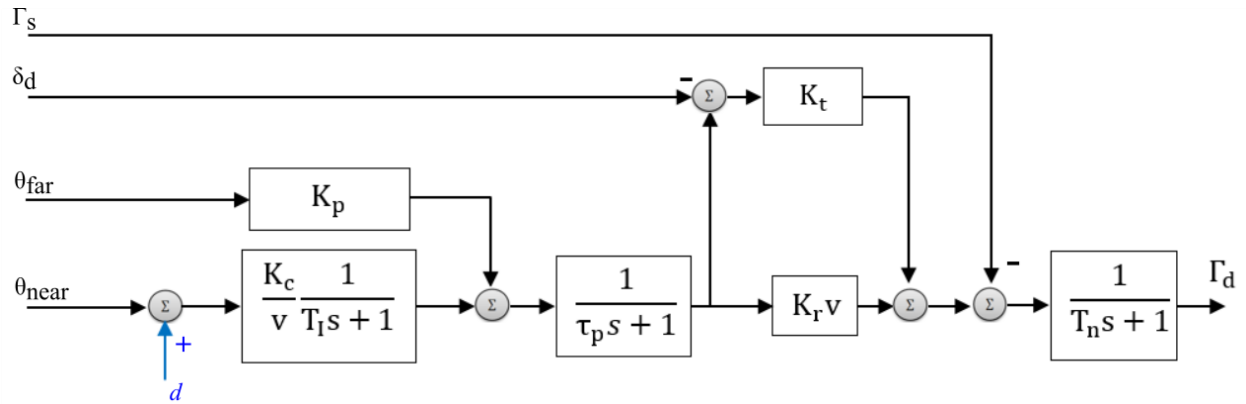 Γs
δd
-
Σ
Kt
θfar
Kp
θnear
Σ
Kc
v
1
TIs + 1
Σ
1
τps + 1
Krv
Σ
-
Σ
1
Tns + 1
Γd
+
d